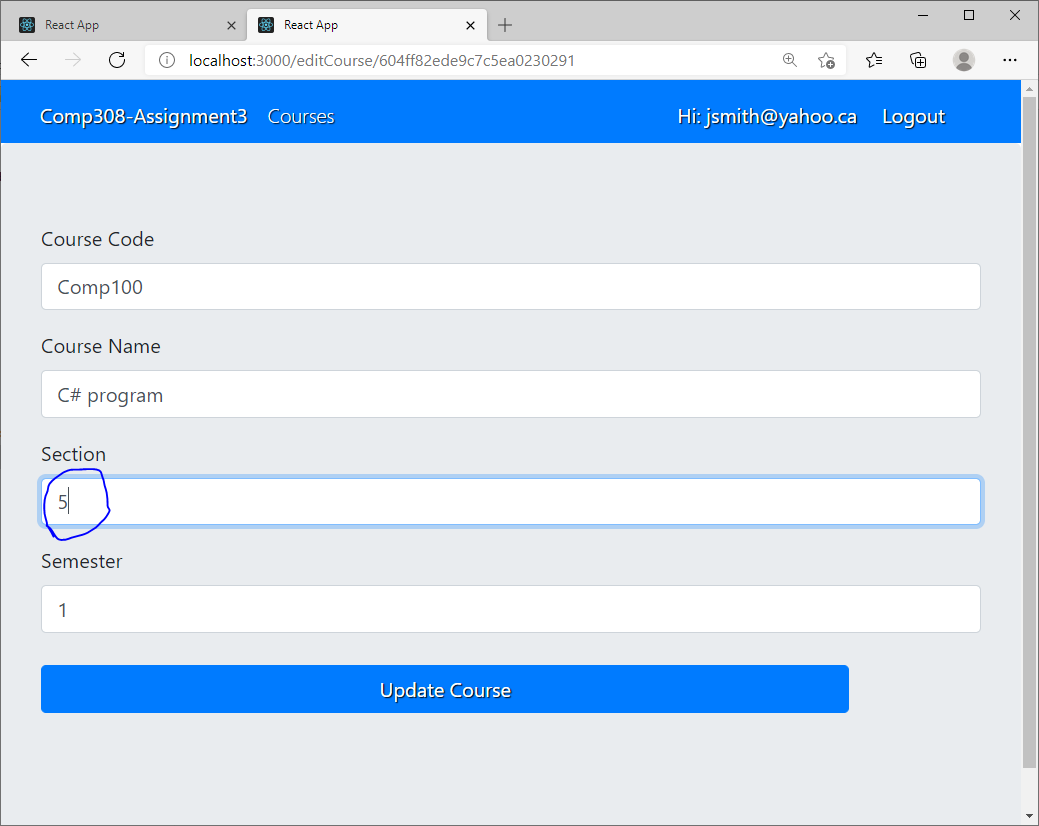 React App
React App
localhost:3000/editCourse/604ff82ede9c7c5ea0230291
Comp308-Assignment3 Courses Hi: jsmith@yahoo.ca Logout
Course Code
Comp100
Course Name
C# program
Section
5
Semester
1
Update Course